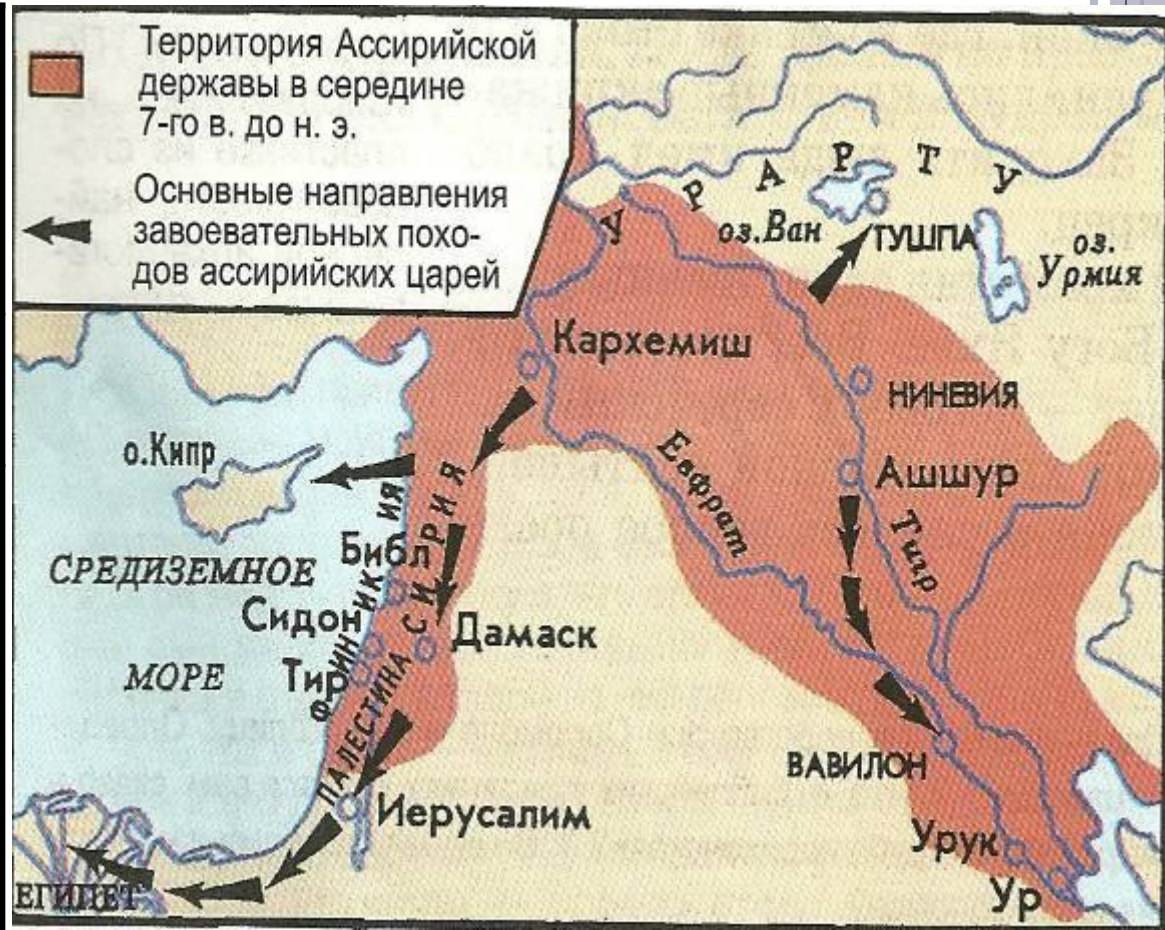 Территория Ассирийской
державы в середине
7-го в. до н. э.
Основные направления
завоевательных похо-
дов ассирийских царей
УРАРТУ
оз.Ван
ТУШПА
оз.
Урмия
Кархемиш
НИНЕВИЯ
о.Кипр
Ашшур
Евфрат
Тигр
СРЕДИЗЕМНОЕ
МОРЕ
ФИНИКИЯ
СИРИЯ
Библ
Сидон
Дамаск
Тир
ПАЛЕСТИНА
ВАВИЛОН
Иерусалим
Урук
Ур
ЕГИПЕТ